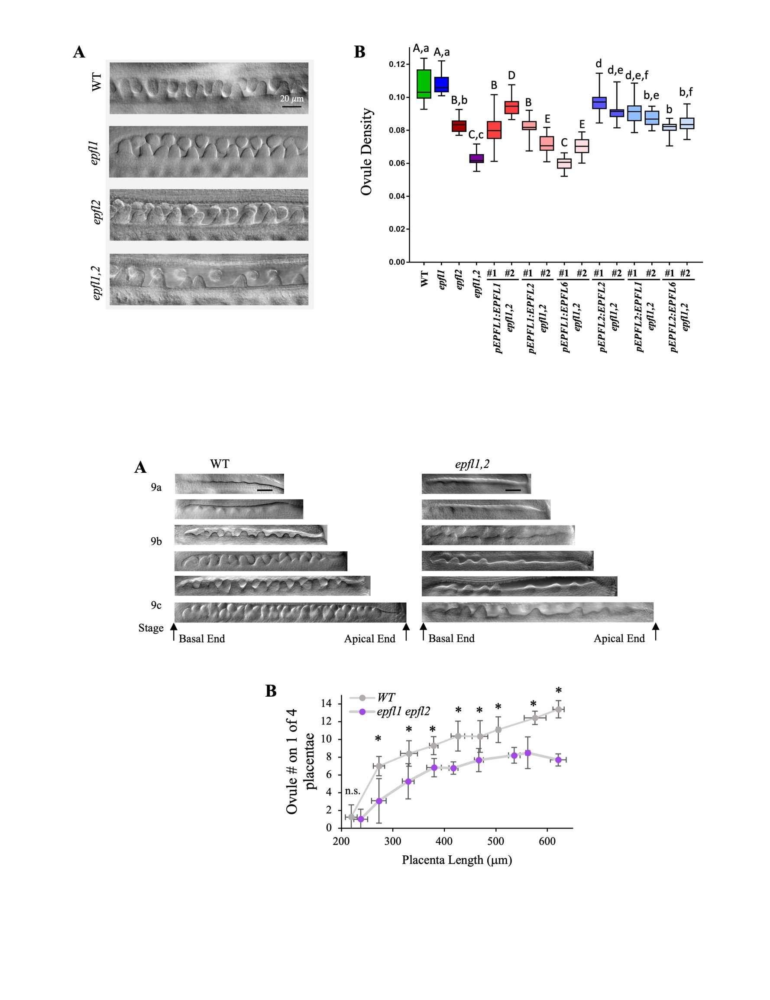 A
WT
20 µm
epfl1
epfl2
epfl1,2
B
Ovule Density
0.12
0.10
0.08
0.06
0.04
0.02
0.00
A,a
A,a
B,b
C,c
B
D
B
E
C
E
d
d,e
d,e,f
b,e
b
b,f
WT
epfl1
epfl2
epfl1,2
#1 #2
pEPFL1:EPFL1
epfl1,2
#1 #2
pEPFL1:EPFL2
epfl1,2
#1 #2
pEPFL1:EPFL6
epfl1,2
#1 #2
pEPFL2:EPFL2
epfl1,2
#1 #2
pEPFL2:EPFL1
epfl1,2
#1 #2
pEPFL2:EPFL6
epfl1,2
A
WT
epfl1,2
9a
9b
9c
Stage
Basal End
Apical End
Basal End
Apical End
B
WT
epfl1 epfl2
Ovule # on 1 of 4
placentae
14
12
10
8
6
4
2
0
n.s.
*
*
*
*
*
*
*
*
200 300 400 500 600
Placenta Length (µm)